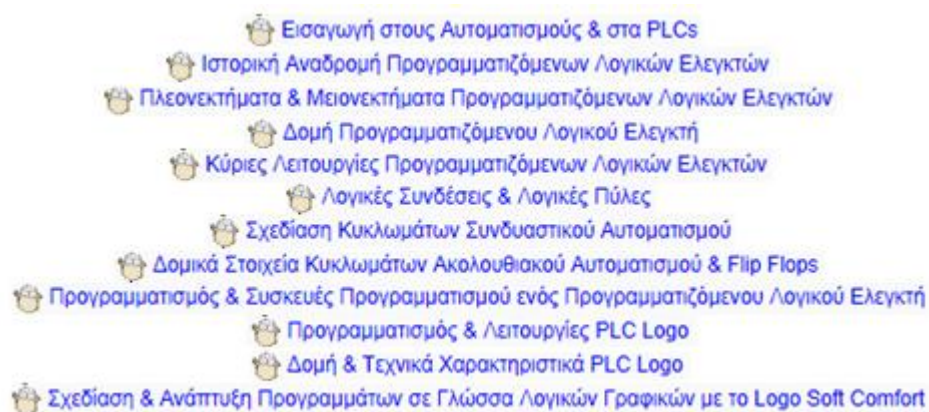 Εισαγωγή στους Αυτοματισμούς & στα PLCs
Ιστορική Αναδρομή Προγραμματιζόμενων Λογικών Ελεγκτών
Πλεονεκτήματα & Μειονεκτήματα Προγραμματιζόμενων Λογικών Ελεγκτών
Δομή Προγραμματιζόμενου Λογικού Ελεγκτή
Κύριες Λειτουργίες Προγραμματιζόμενων Λογικών Ελεγκτών
Λογικές Συνδέσεις & Λογικές Πύλες
Σχεδίαση Κυκλωμάτων Συνδυαστικού Αυτοματισμού
Δομικά Στοιχεία Κυκλωμάτων Ακολουθιακού Αυτοματισμού & Flip Flops
Προγραμματισμός & Συσκευές Προγραμματισμού ενός Προγραμματιζόμενου Λογικού Ελεγκτή
Προγραμματισμός & Λειτουργίες PLC Logo
Δομή & Τεχνικά Χαρακτηριστικά PLC Logo
Σχεδίαση & Ανάπτυξη Προγραμμάτων σε Γλώσσα Λογικών Γραφικών με το Logo Soft Comfort